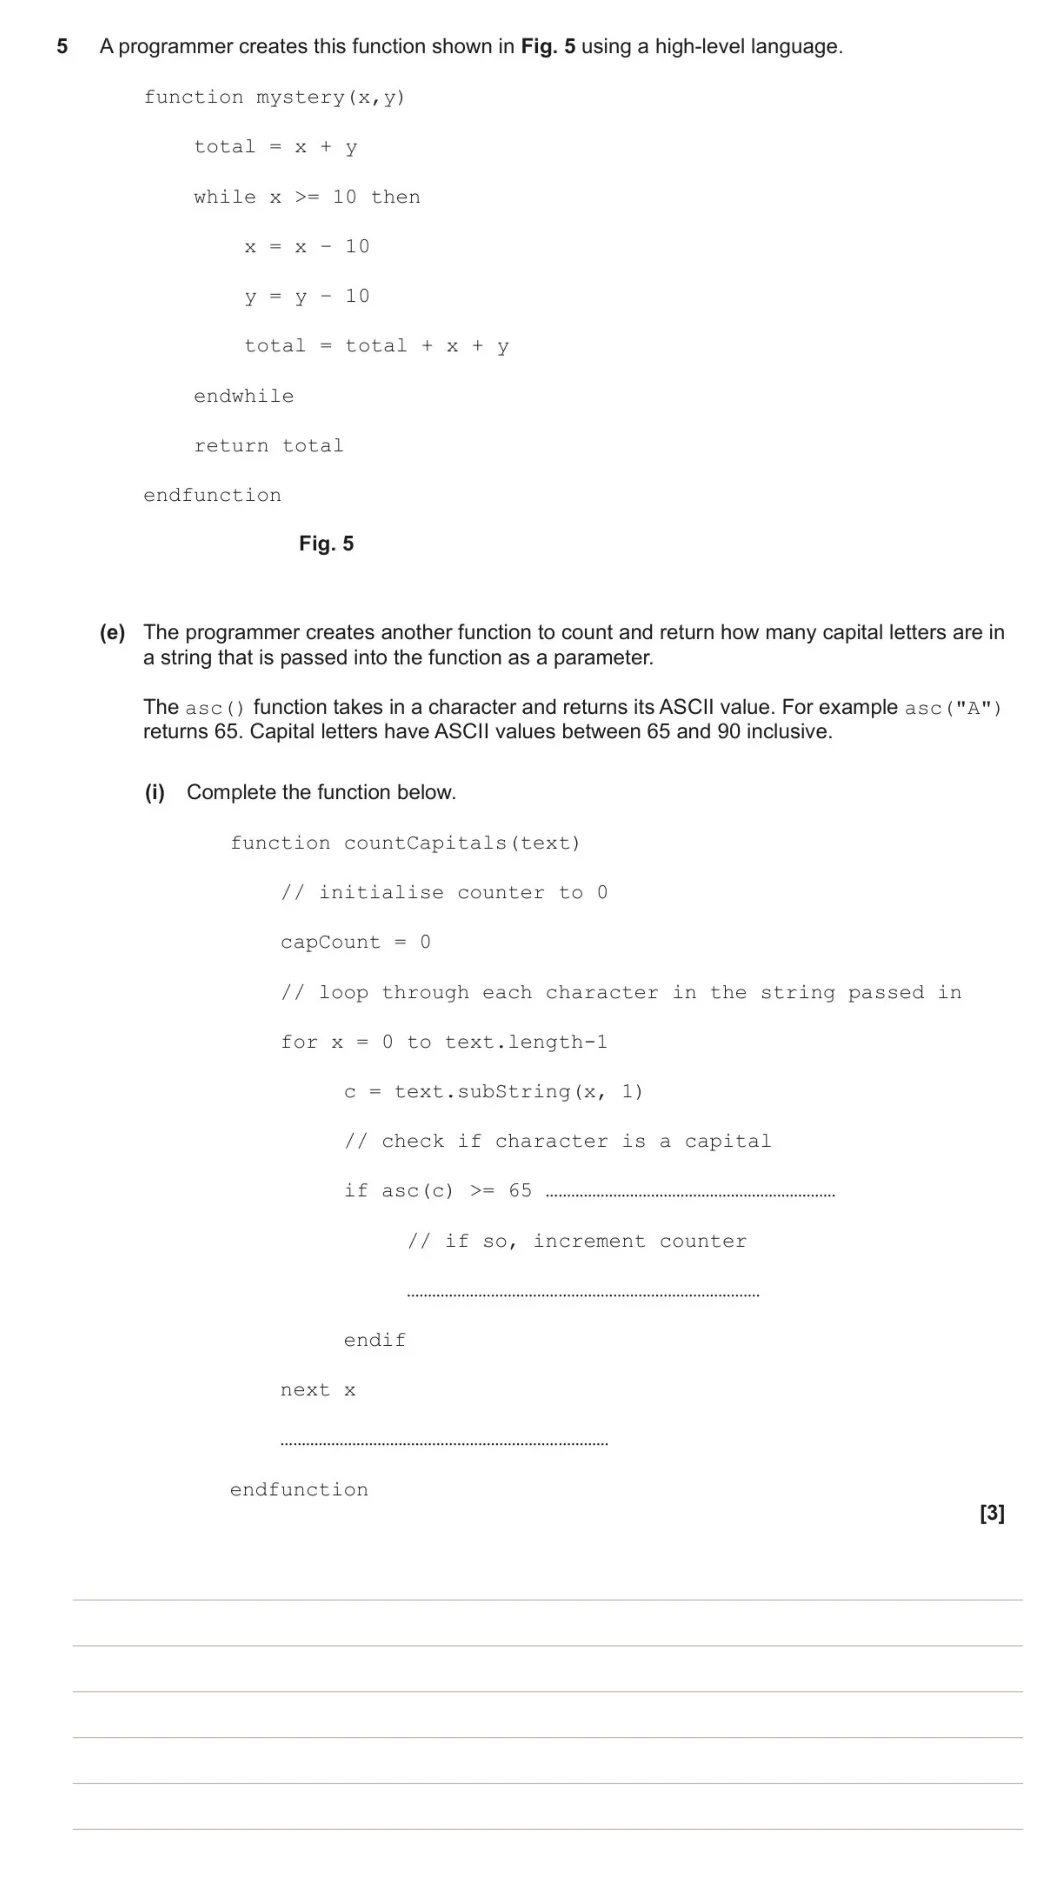 5 A programmer creates this function shown in Fig. 5 using a high-level language.
function mystery(x,y)
total = x + y
while x >= 10 then
x = x – 10
y = y – 10
total = total + x + y
endwhile
return total
endfunction
Fig. 5
(e) The programmer creates another function to count and return how many capital letters are in
a string that is passed into the function as a parameter.
The asc() function takes in a character and returns its ASCII value. For example asc("A")
returns 65. Capital letters have ASCII values between 65 and 90 inclusive.
(i) Complete the function below.
function countCapitals(text)
// initialise counter to 0
capCount = 0
// loop through each character in the string passed in
for x = 0 to text.length-1
c = text.subString(x, 1)
// check if character is a capital
if asc(c) >= 65 ......................................................................
// if so, increment counter
.....................................................................................
endif
next x
...............................................................................
endfunction
[3]